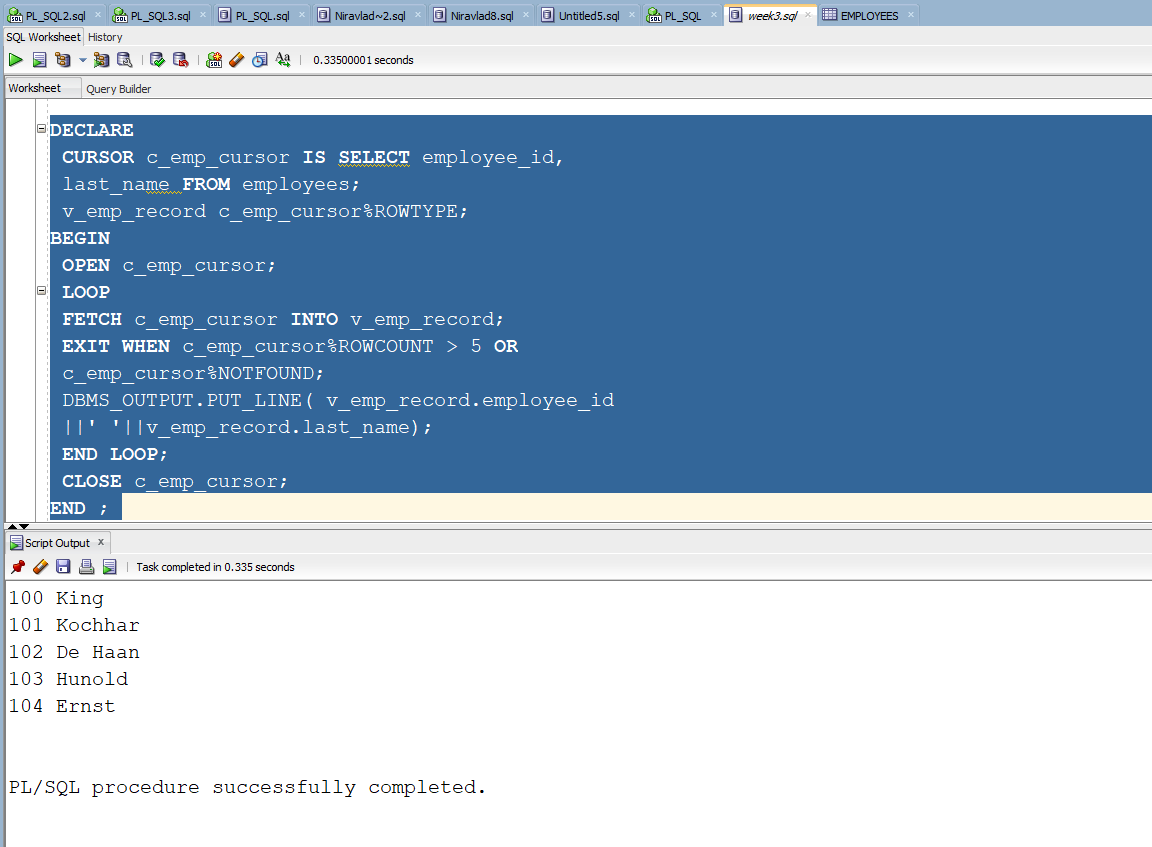 PL_SQL2.sql PL_SQL3.sql PL_SQL.sql Niravlad~2.sql Niravlad8.sql Untitled5.sql PL_SQL week3.sql EMPLOYEES
SQL Worksheet History
0.33500001 seconds
Worksheet Query Builder
DECLARE
CURSOR c_emp_cursor IS SELECT employee_id,
last_name FROM employees;
v_emp_record c_emp_cursor%ROWTYPE;
BEGIN
OPEN c_emp_cursor;
LOOP
FETCH c_emp_cursor INTO v_emp_record;
EXIT WHEN c_emp_cursor%ROWCOUNT > 5 OR
c_emp_cursor%NOTFOUND;
DBMS_OUTPUT.PUT_LINE( v_emp_record.employee_id
||' '||v_emp_record.last_name);
END LOOP;
CLOSE c_emp_cursor;
END ;
Script Output
Task completed in 0.335 seconds
100 King
101 Kochhar
102 De Haan
103 Hunold
104 Ernst
PL/SQL procedure successfully completed.